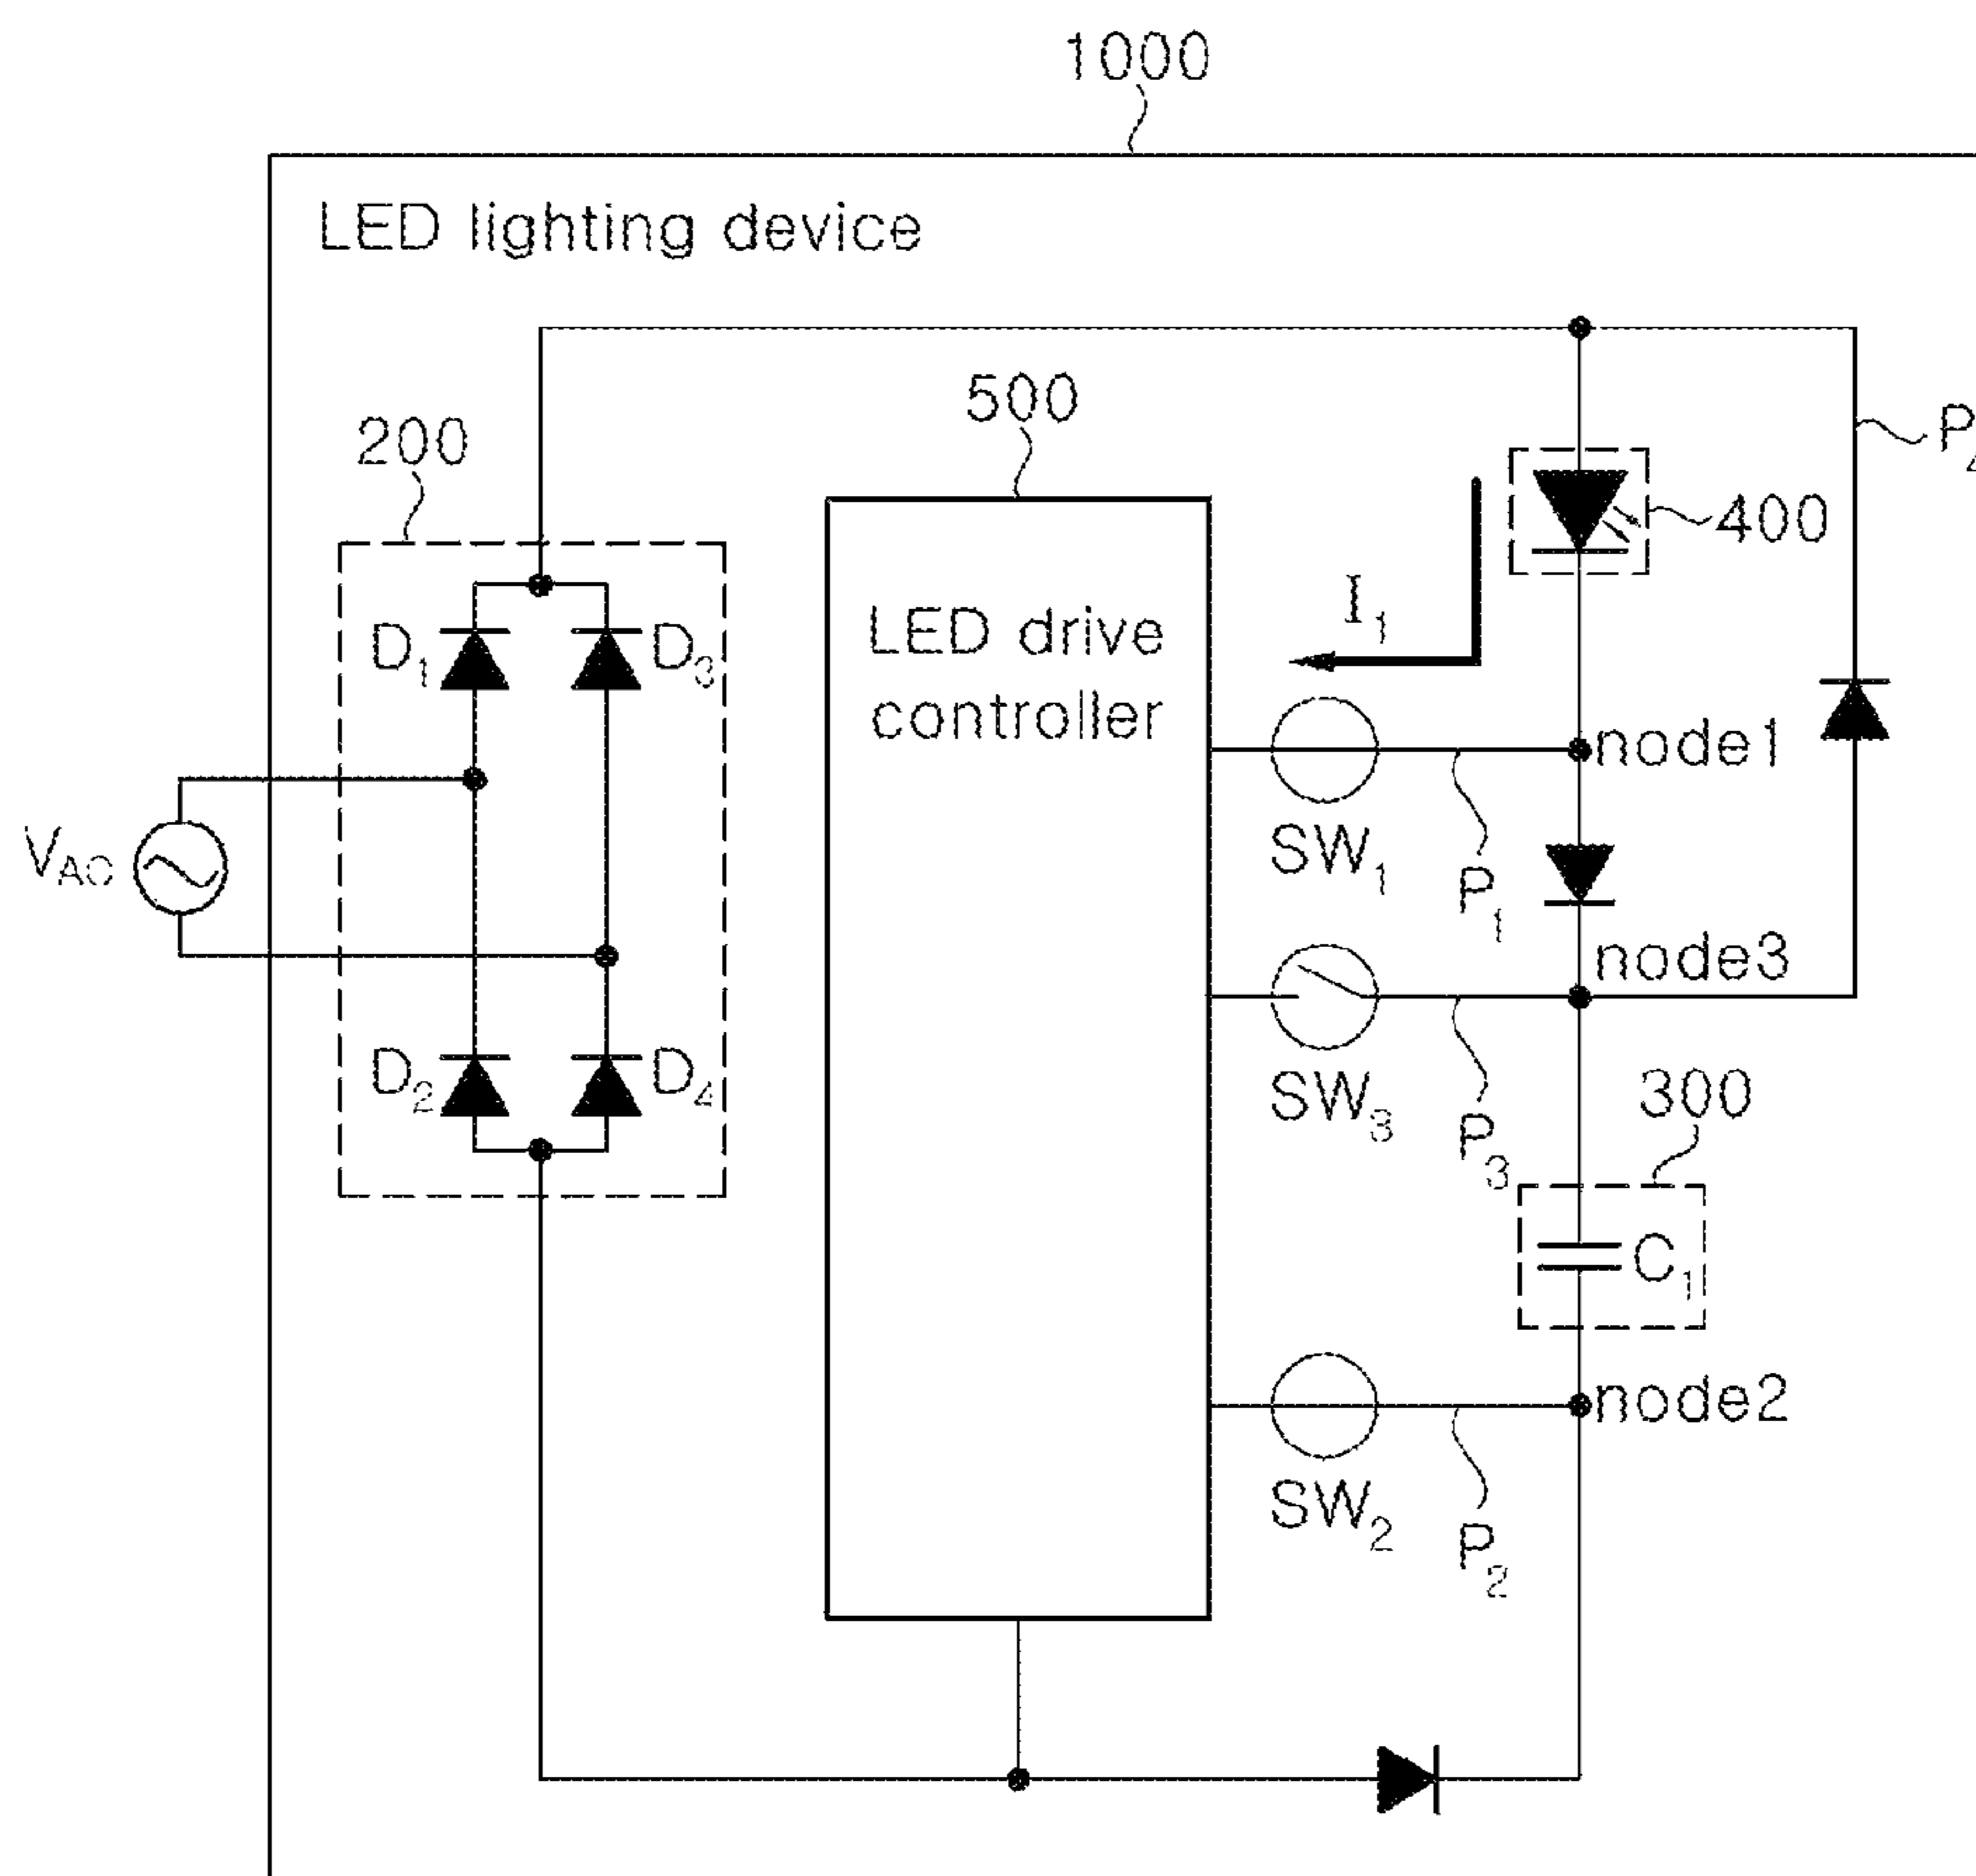 1000
LED lighting device
500
200
P4
400
I1
D1
D3
LED drive
controller
node1
VAC
SW1
P1
node3
D2
D4
SW3
P3
300
C1
node2
SW2
P2